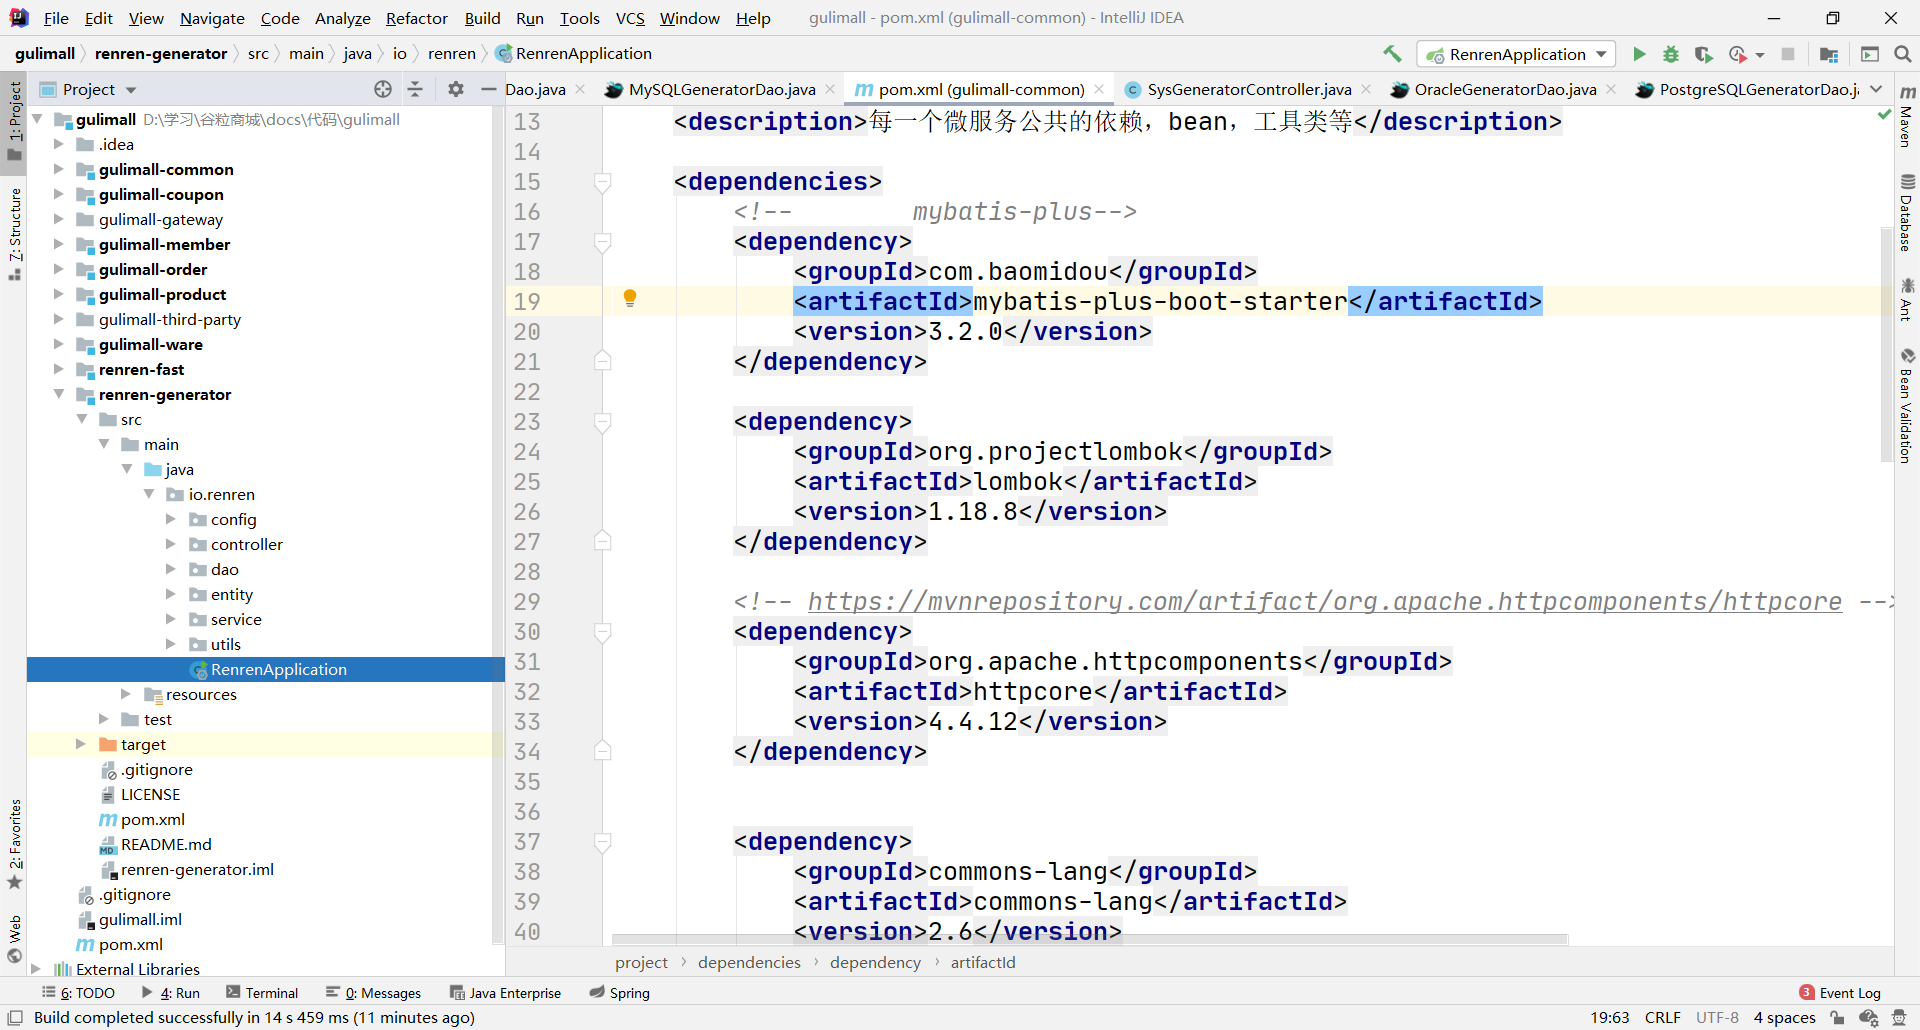 File Edit View Navigate Code Analyze Refactor Build Run Tools VCS Window Help gulimall - pom.xml (gulimall-common) - IntelliJ IDEA
gulimall renren-generator src main java io renren RenrenApplication RenrenApplication
Project Dao.java MySQLGeneratorDao.java pom.xml (gulimall-common) SysGeneratorController.java OracleGeneratorDao.java PostgreSQLGeneratorDao.j
1: Project
7: Structure
2: Favorites
Web
gulimall D:\学习\谷粒商城\docs\代码\gulimall
.idea
gulimall-common
gulimall-coupon
gulimall-gateway
gulimall-member
gulimall-order
gulimall-product
gulimall-third-party
gulimall-ware
renren-fast
renren-generator
src
main
java
io.renren
config
controller
dao
entity
service
utils
RenrenApplication
resources
test
target
.gitignore
LICENSE
pom.xml
README.md
renren-generator.iml
.gitignore
gulimall.iml
pom.xml
External Libraries
13 <description>每一个微服务公共的依赖，bean，工具类等</description>
14
15 <dependencies>
16 <!-- mybatis-plus-->
17 <dependency>
18 <groupId>com.baomidou</groupId>
19 <artifactId>mybatis-plus-boot-starter</artifactId>
20 <version>3.2.0</version>
21 </dependency>
22
23 <dependency>
24 <groupId>org.projectlombok</groupId>
25 <artifactId>lombok</artifactId>
26 <version>1.18.8</version>
27 </dependency>
28
29 <!-- https://mvnrepository.com/artifact/org.apache.httpcomponents/httpcore -->
30 <dependency>
31 <groupId>org.apache.httpcomponents</groupId>
32 <artifactId>httpcore</artifactId>
33 <version>4.4.12</version>
34 </dependency>
35
36
37 <dependency>
38 <groupId>commons-lang</groupId>
39 <artifactId>commons-lang</artifactId>
40 <version>2.6</version>
project dependencies dependency artifactId
Maven
Database
Ant
Bean Validation
6: TODO 4: Run Terminal 0: Messages Java Enterprise Spring 3 Event Log
Build completed successfully in 14 s 459 ms (11 minutes ago) 19:63 CRLF UTF-8 4 spaces